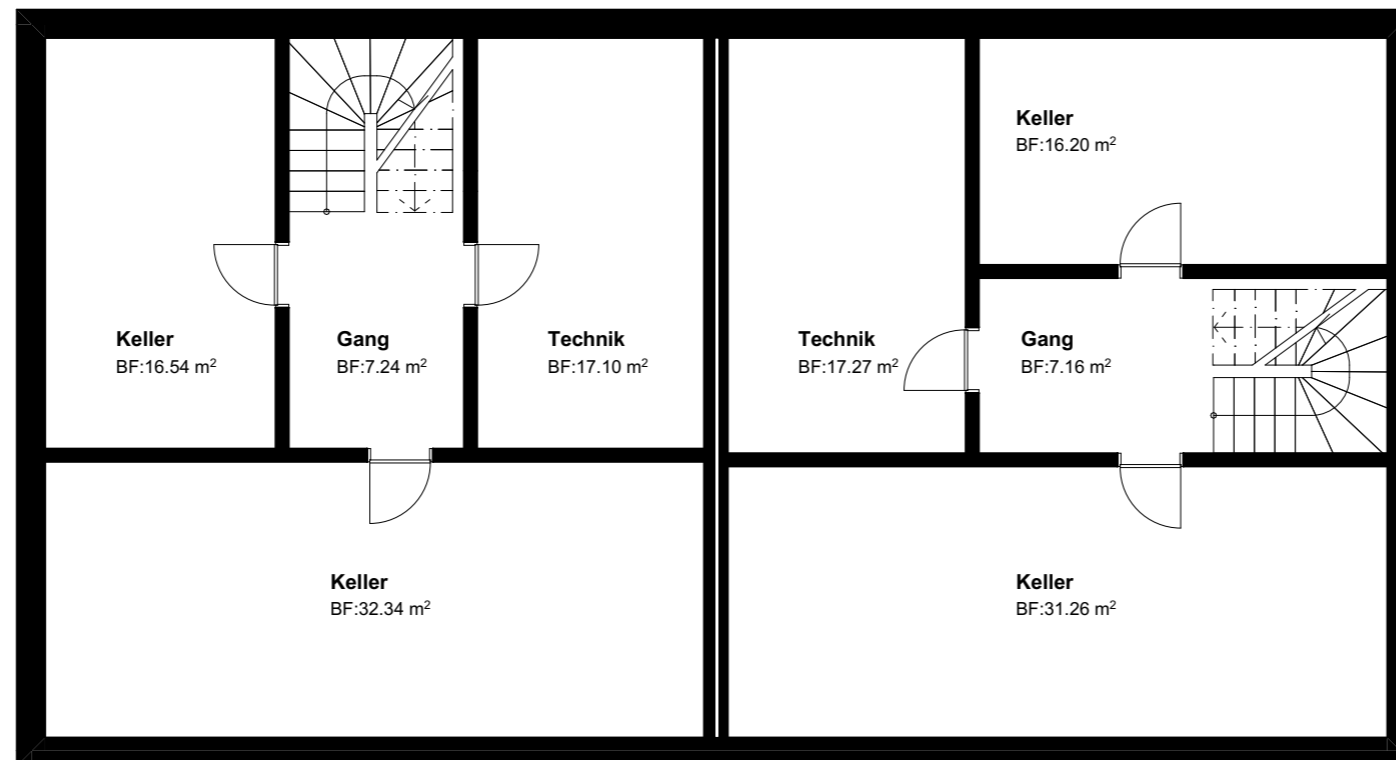 Keller
BF:16.20 m²
Keller
BF:16.54 m²
Gang
BF:7.24 m²
Technik
BF:17.10 m²
Technik
BF:17.27 m²
Gang
BF:7.16 m²
Keller
BF:32.34 m²
Keller
BF:31.26 m²